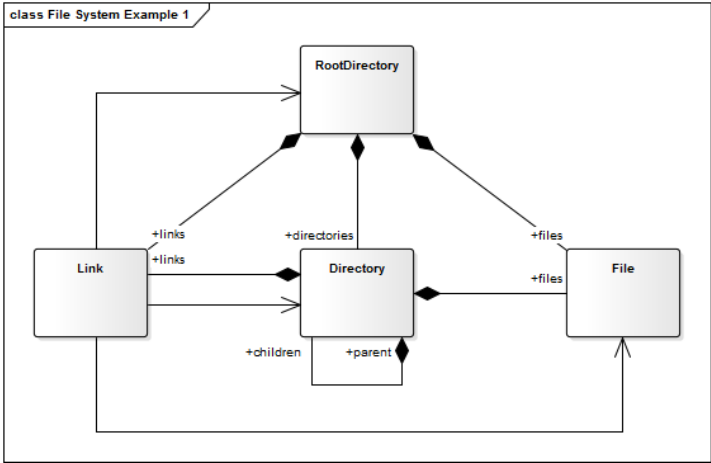 class File System Example 1
RootDirectory
+links
+directories
+files
+links
+files
Link
Directory
File
+children
+parent